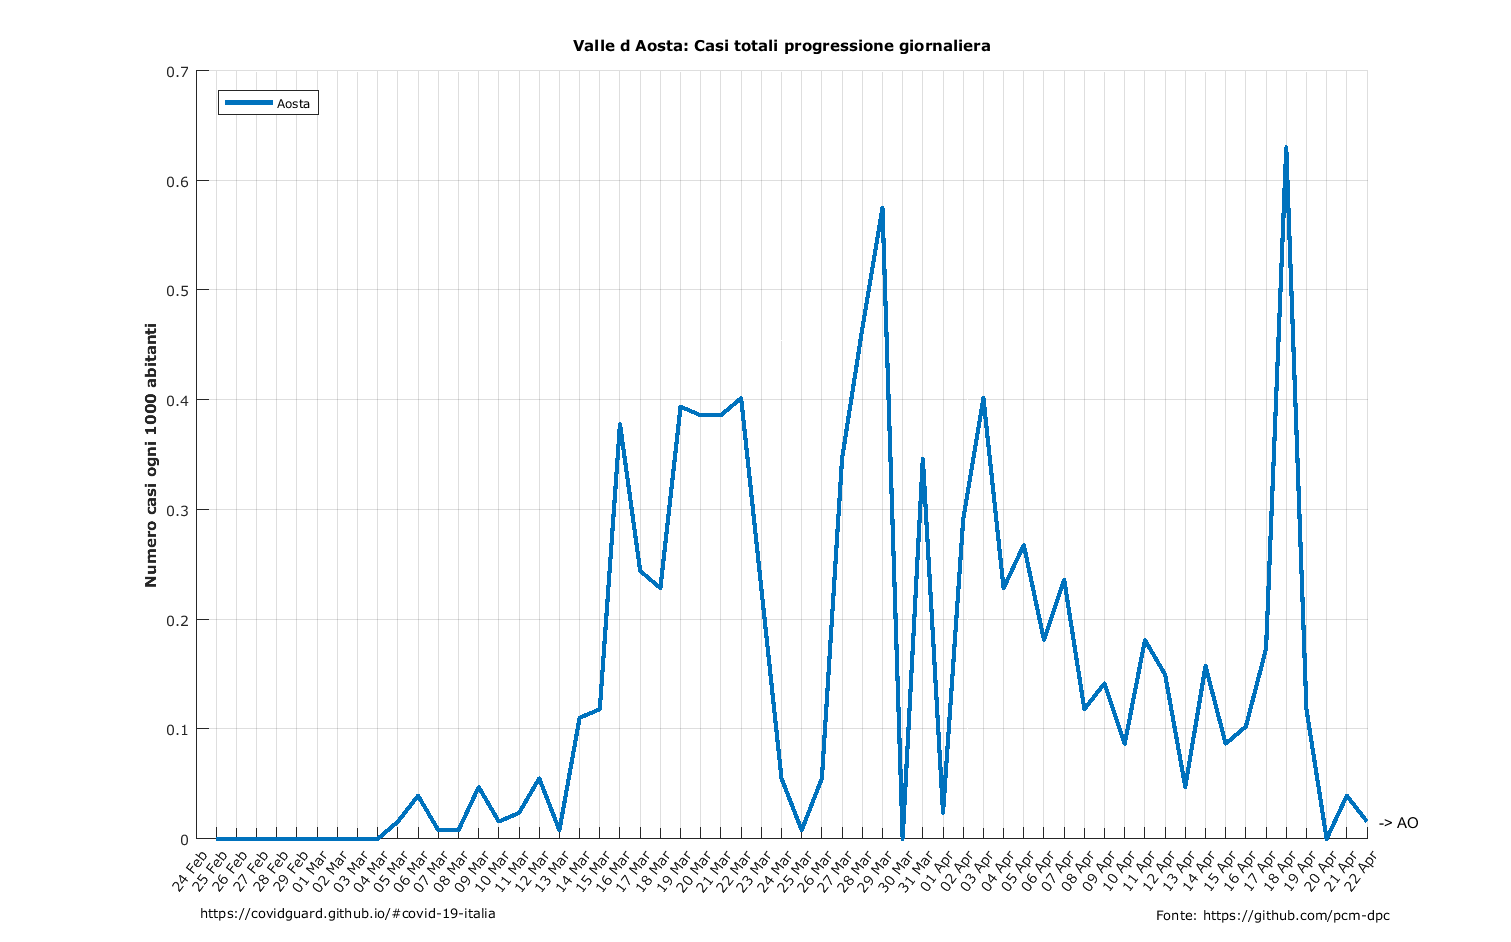 Valle d Aosta: Casi totali progressione giornaliera
Aosta
0.7
0.6
0.5
0.4
0.3
0.2
0.1
0
Numero casi ogni 1000 abitanti
24 Feb
25 Feb
26 Feb
27 Feb
28 Feb
29 Feb
01 Mar
02 Mar
03 Mar
04 Mar
05 Mar
06 Mar
07 Mar
08 Mar
09 Mar
10 Mar
11 Mar
12 Mar
13 Mar
14 Mar
15 Mar
16 Mar
17 Mar
18 Mar
19 Mar
20 Mar
21 Mar
22 Mar
23 Mar
24 Mar
25 Mar
26 Mar
27 Mar
28 Mar
29 Mar
30 Mar
31 Mar
01 Apr
02 Apr
03 Apr
04 Apr
05 Apr
06 Apr
07 Apr
08 Apr
09 Apr
10 Apr
11 Apr
12 Apr
13 Apr
14 Apr
15 Apr
16 Apr
17 Apr
18 Apr
19 Apr
20 Apr
21 Apr
22 Apr
-> AO
https://covidguard.github.io/#covid-19-italia
Fonte: https://github.com/pcm-dpc